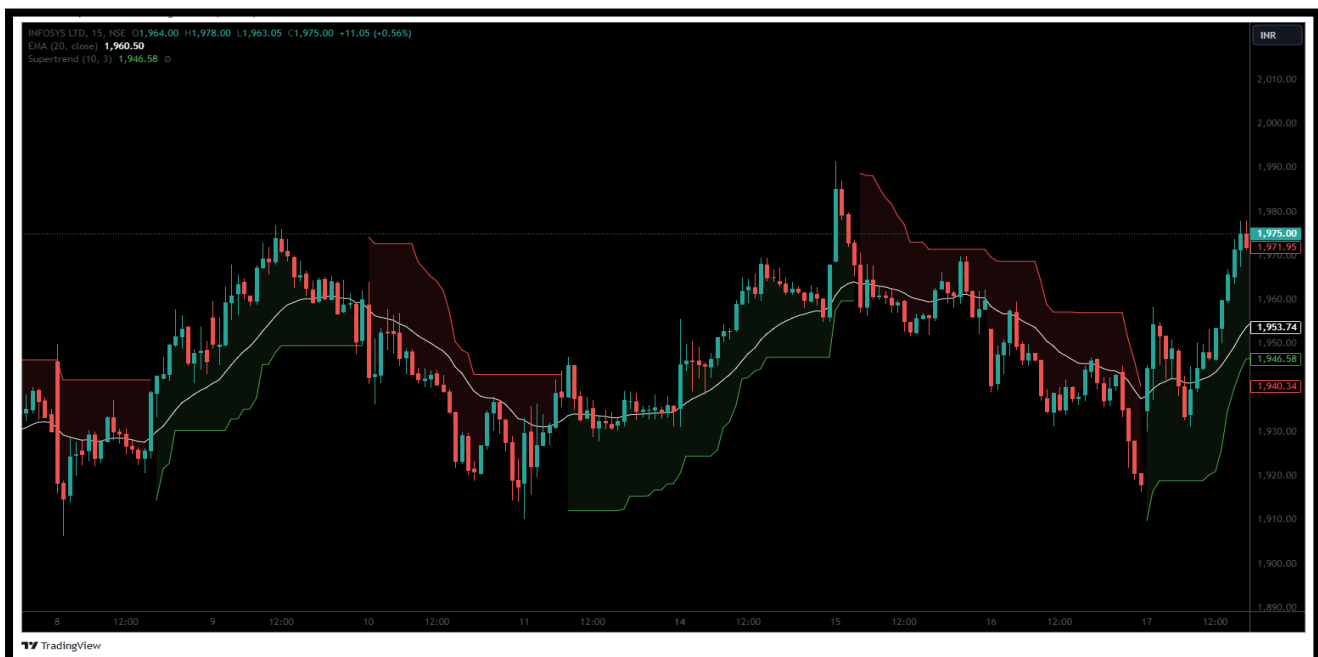 INFOSYS LTD, 15, NSE O1,964.00 H1,978.00 L1,963.05 C1,975.00 +11.05 (+0.56%)
EMA (20, close) 1,960.50
Supertrend (10, 3) 1,946.58 ∅
INR
2,010.00
2,000.00
1,990.00
1,980.00
1,975.00
1,971.95
1,970.00
1,960.00
1,953.74
1,950.00
1,946.58
1,940.34
1,930.00
1,920.00
1,910.00
1,900.00
1,890.00
8 12:00 9 12:00 10 12:00 11 12:00 14 12:00 15 12:00 16 12:00 17 12:00
TradingView